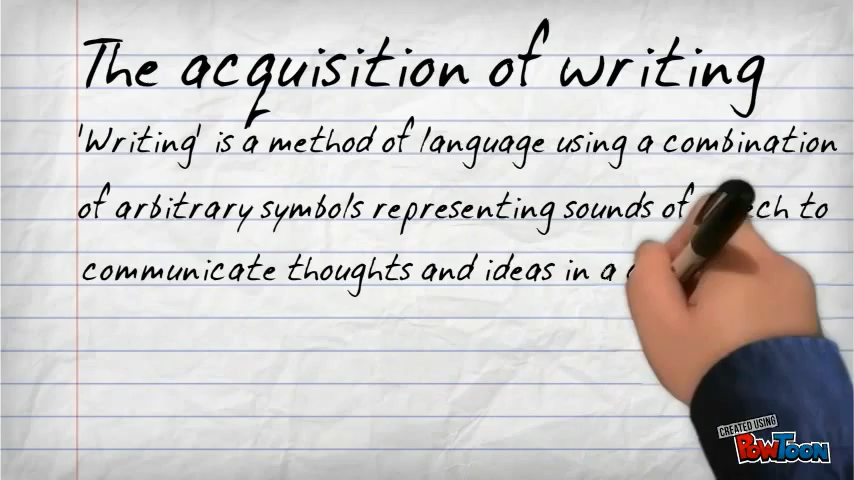 The acquisition of writing
'Writing' is a method of language using a combination
of arbitrary symbols representing sounds of to
communicate thoughts and ideas in a
CREATED USING
POWTOON